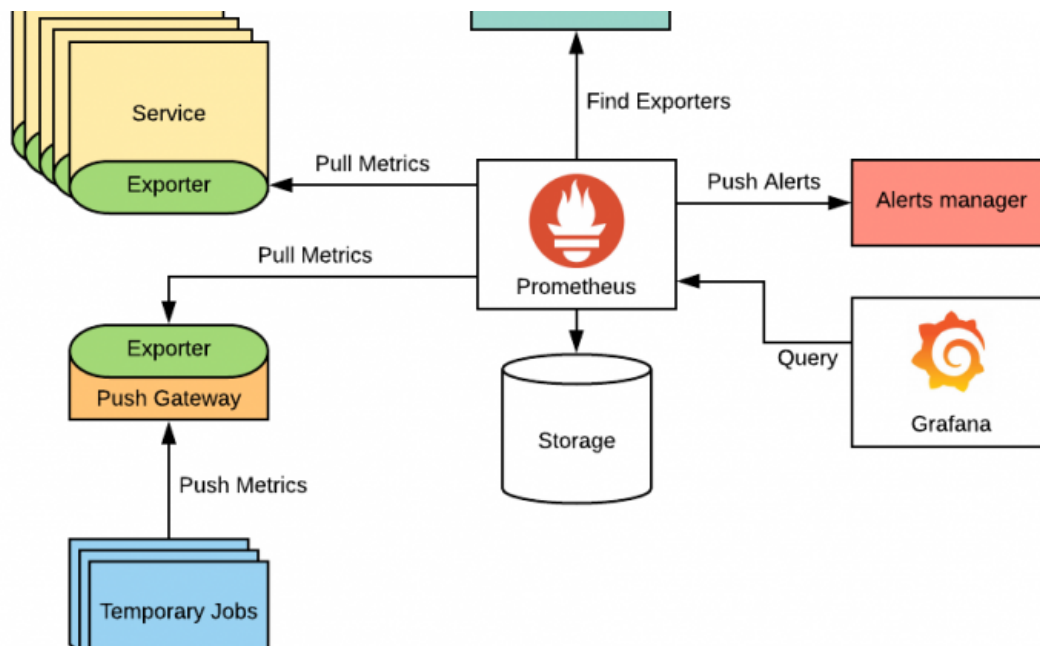 Find Exporters
Service
Pull Metrics
Exporter
Push Alerts
Alerts manager
Pull Metrics
Prometheus
Exporter
Query
Push Gateway
Grafana
Storage
Push Metrics
Temporary Jobs